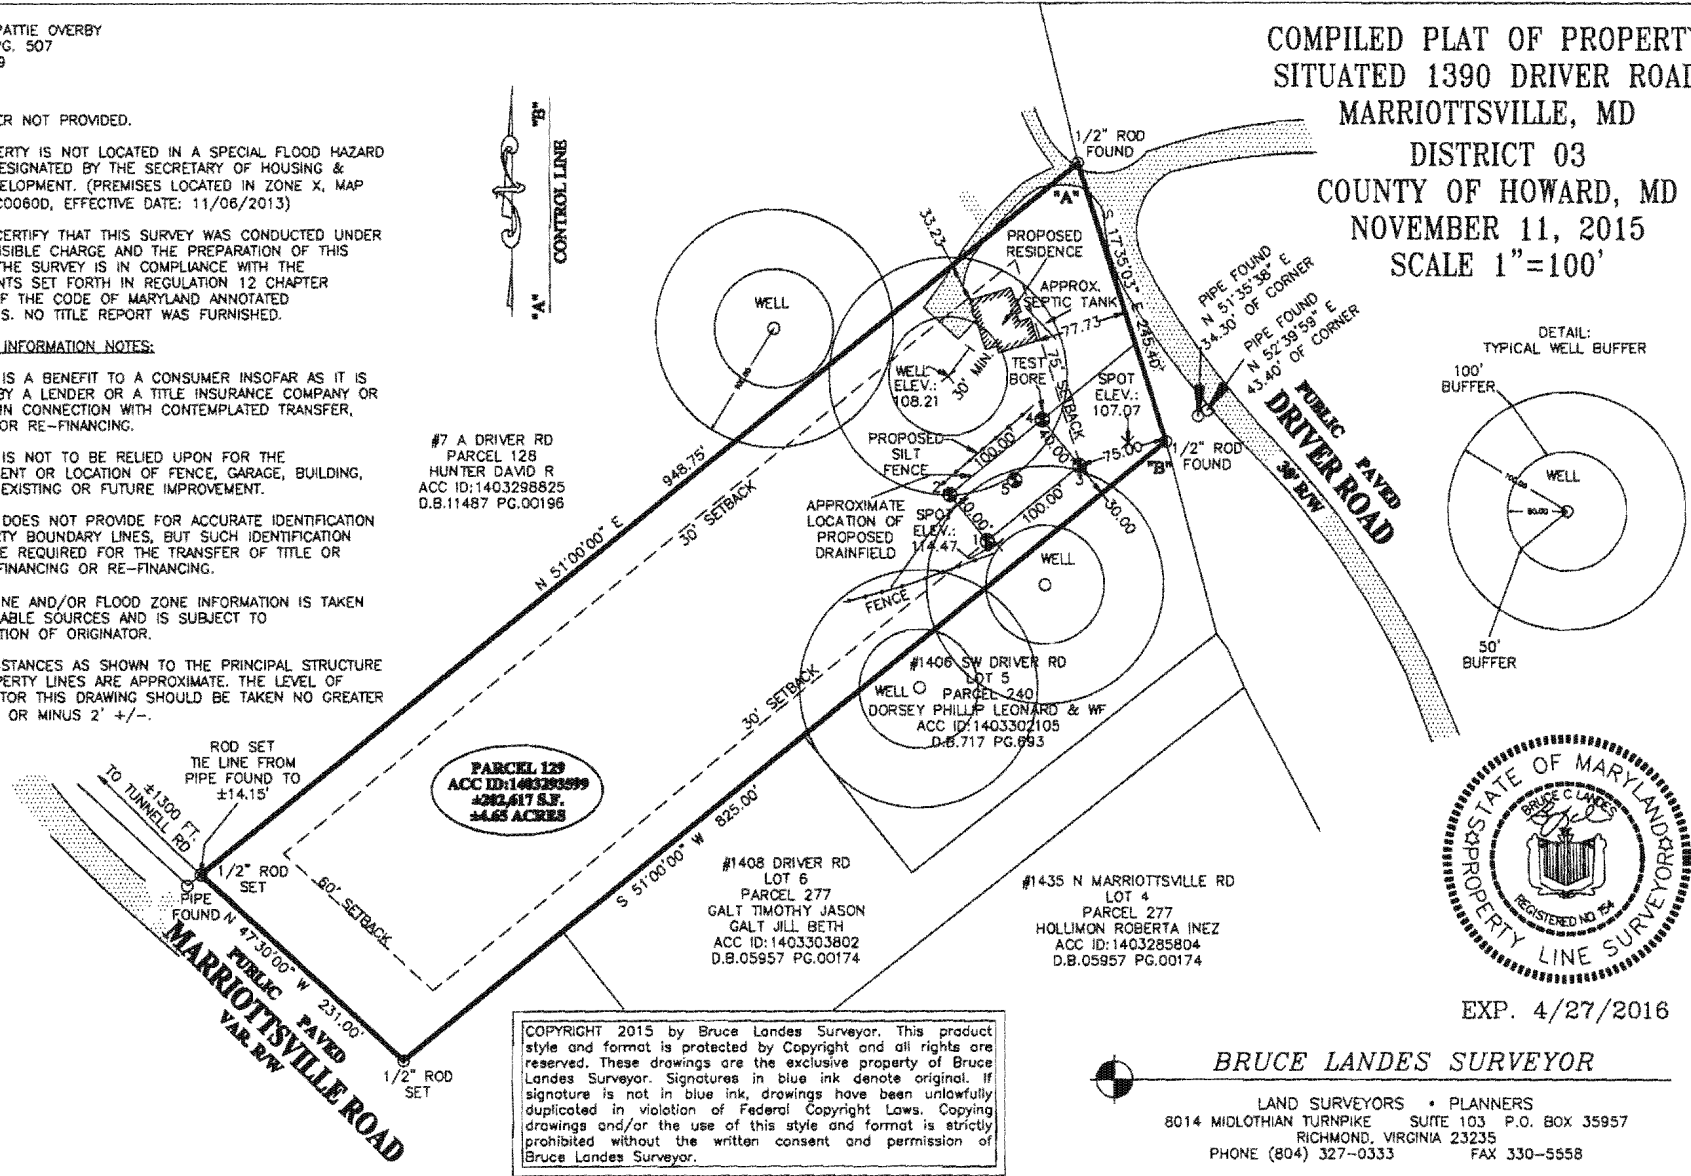 PATTIE OVERBY
PG. 507
9
ER NOT PROVIDED.
ERTY IS NOT LOCATED IN A SPECIAL FLOOD HAZARD
ESIGNATED BY THE SECRETARY OF HOUSING &
ELOPMENT. (PREMISES LOCATED IN ZONE X, MAP
C0060D, EFFECTIVE DATE: 11/06/2013)
CERTIFY THAT THIS SURVEY WAS CONDUCTED UNDER
SIBLE CHARGE AND THE PREPARATION OF THIS
THE SURVEY IS IN COMPLIANCE WITH THE
NTS SET FORTH IN REGULATION 12 CHAPTER
F THE CODE OF MARYLAND ANNOTATED
S. NO TITLE REPORT WAS FURNISHED.
INFORMATION NOTES:
IS A BENEFIT TO A CONSUMER INSOFAR AS IT IS
BY A LENDER OR A TITLE INSURANCE COMPANY OR
IN CONNECTION WITH CONTEMPLATED TRANSFER,
OR RE-FINANCING.
IS NOT TO BE RELIED UPON FOR THE
ENT OR LOCATION OF FENCE, GARAGE, BUILDING,
EXISTING OR FUTURE IMPROVEMENT.
DOES NOT PROVIDE FOR ACCURATE IDENTIFICATION
TY BOUNDARY LINES, BUT SUCH IDENTIFICATION
E REQUIRED FOR THE TRANSFER OF TITLE OR
FINANCING OR RE-FINANCING.
NE AND/OR FLOOD ZONE INFORMATION IS TAKEN
ABLE SOURCES AND IS SUBJECT TO
TION OF ORIGINATOR.
STANCES AS SHOWN TO THE PRINCIPAL STRUCTURE
PERTY LINES ARE APPROXIMATE. THE LEVEL OF
TOR THIS DRAWING SHOULD BE TAKEN NO GREATER
OR MINUS 2' +/-.
COMPILED PLAT OF PROPERTY
SITUATED 1390 DRIVER ROAD
MARRIOTTSVILLE, MD
DISTRICT 03
COUNTY OF HOWARD, MD
NOVEMBER 11, 2015
SCALE 1"=100'
"A" "B"
CONTROL LINE
1/2" ROD
FOUND
"A"
S 17°35'03" E 245.40'
33.23
PROPOSED
RESIDENCE
APPROX.
SEPTIC TANK
77.73
WELL
WELL
ELEV.:
108.21
30' MIN.
TEST
BORE
75' SETBACK
SPOT
ELEV.:
107.07
PIPE FOUND
N 51°35'38" E
34.30' OF CORNER
PIPE FOUND
N 52°39'59" E
43.40' OF CORNER
PUBLIC PAVED
DRIVER ROAD
30' R/W
DETAIL:
TYPICAL WELL BUFFER
100'
BUFFER
WELL
100.00
50.00
50'
BUFFER
#7 A DRIVER RD
PARCEL 128
HUNTER DAVID R
ACC ID:1403298825
D.B.11487 PG.00196
948.75'
N 51°00'00" E
30' SETBACK
PROPOSED
SILT
FENCE
100.00'
4
40.00'
75.00
"B"
1/2" ROD
FOUND
2
5
3
APPROXIMATE
LOCATION OF
PROPOSED
DRAINFIELD
SPOT
ELEV.:
114.47
1
100.00'
30.00
WELL
FENCE
30' SETBACK
WELL
#1406 SW DRIVER RD
LOT 5
PARCEL 240
DORSEY PHILLIP LEONARD & WF
ACC ID:1403302105
D.B.717 PG.693
ROD SET
TIE LINE FROM
PIPE FOUND TO
±14.15'
±1300 FT.
TO TUNNELL RD
PARCEL 129
ACC ID:1403293599
±202,617 S.F.
±4.65 ACRES
S 51°00'00" W 825.00'
1/2" ROD
SET
PIPE
FOUND
60' SETBACK
N 47°30'00" W 231.00'
PUBLIC PAVED
MARRIOTTSVILLE ROAD
VAR. R/W
1/2" ROD
SET
#1408 DRIVER RD
LOT 6
PARCEL 277
GALT TIMOTHY JASON
GALT JILL BETH
ACC ID:1403303802
D.B.05957 PG.00174
#1435 N MARRIOTTSVILLE RD
LOT 4
PARCEL 277
HOLLIMON ROBERTA INEZ
ACC ID:1403285804
D.B.05957 PG.00174
STATE OF MARYLAND
BRUCE C LANDES
REGISTERED NO. 154
PROPERTY LINE SURVEYOR
EXP. 4/27/2016
COPYRIGHT 2015 by Bruce Landes Surveyor. This product
style and format is protected by Copyright and all rights are
reserved. These drawings are the exclusive property of Bruce
Landes Surveyor. Signatures in blue ink denote original. If
signature is not in blue ink, drawings have been unlawfully
duplicated in violation of Federal Copyright Laws. Copying
drawings and/or the use of this style and format is strictly
prohibited without the written consent and permission of
Bruce Landes Surveyor.
BRUCE LANDES SURVEYOR
LAND SURVEYORS • PLANNERS
8014 MIDLOTHIAN TURNPIKE SUITE 103 P.O. BOX 35957
RICHMOND, VIRGINIA 23235
PHONE (804) 327-0333 FAX 330-5558